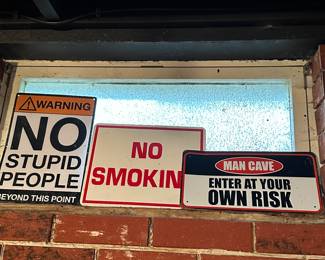 WARNING
NO
STUPID
PEOPLE
BEYOND THIS POINT
NO
SMOKIN
MAN CAVE
ENTER AT YOUR
OWN RISK